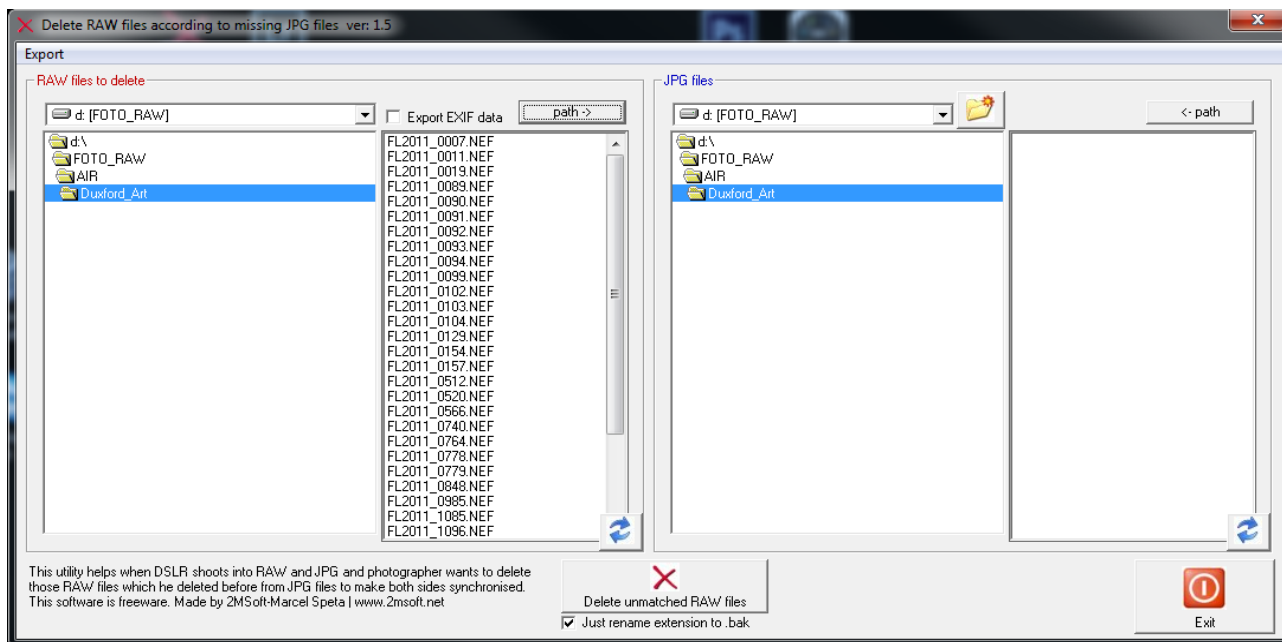 Delete RAW files according to missing JPG files ver: 1.5
Export
RAW files to delete
d: [FOTO_RAW]
Export EXIF data
path ->
d:\
FOTO_RAW
AIR
Duxford_Art
FL2011_0007.NEF
FL2011_0011.NEF
FL2011_0019.NEF
FL2011_0089.NEF
FL2011_0090.NEF
FL2011_0091.NEF
FL2011_0092.NEF
FL2011_0093.NEF
FL2011_0094.NEF
FL2011_0099.NEF
FL2011_0102.NEF
FL2011_0103.NEF
FL2011_0104.NEF
FL2011_0129.NEF
FL2011_0154.NEF
FL2011_0157.NEF
FL2011_0512.NEF
FL2011_0520.NEF
FL2011_0566.NEF
FL2011_0740.NEF
FL2011_0764.NEF
FL2011_0778.NEF
FL2011_0779.NEF
FL2011_0848.NEF
FL2011_0985.NEF
FL2011_1085.NEF
FL2011_1096.NEF
JPG files
d: [FOTO_RAW]
<- path
d:\
FOTO_RAW
AIR
Duxford_Art
This utility helps when DSLR shoots into RAW and JPG and photographer wants to delete
those RAW files which he deleted before from JPG files to make both sides synchronised.
This software is freeware. Made by 2MSoft-Marcel Speta | www.2msoft.net
Delete unmatched RAW files
Just rename extension to .bak
Exit